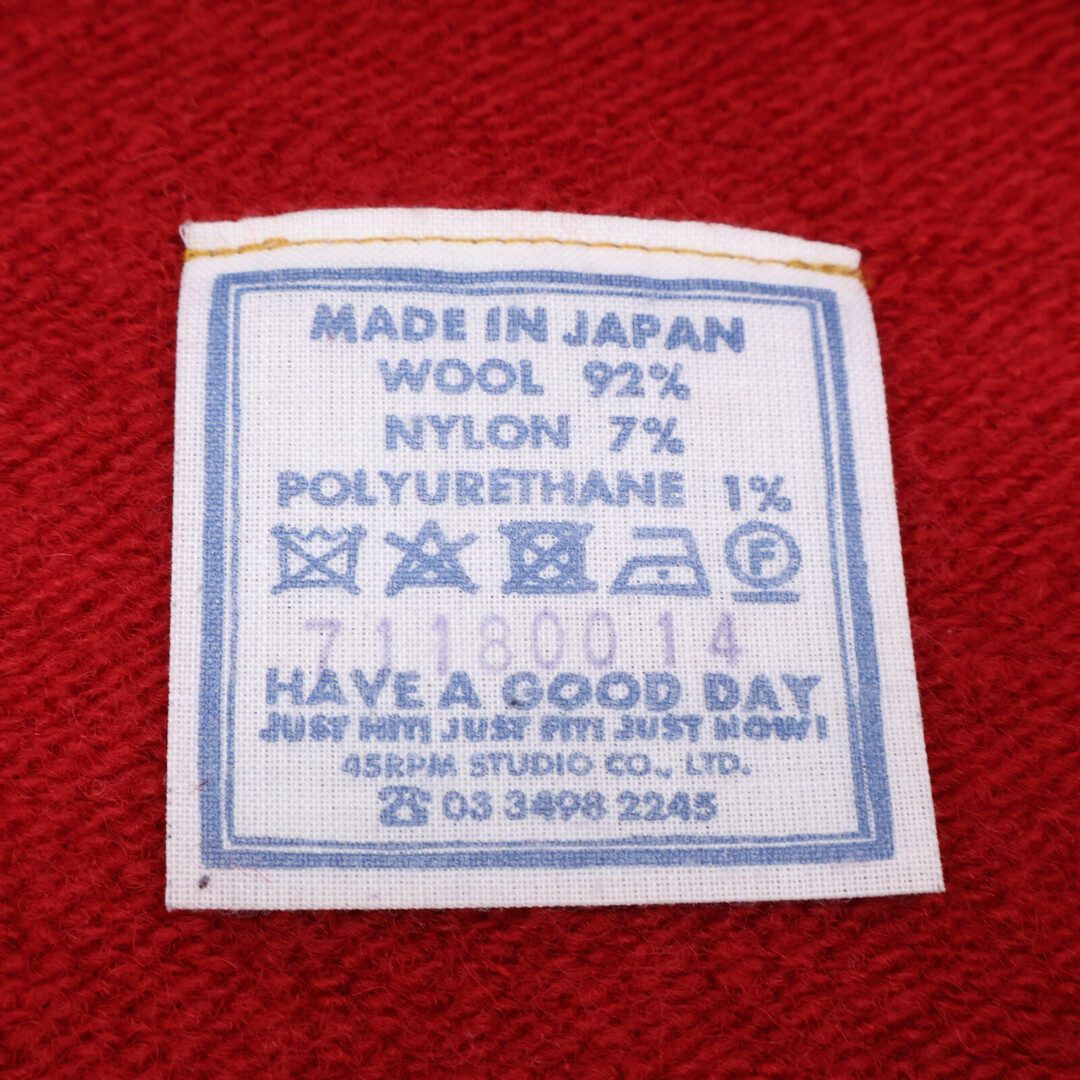 MADE IN JAPAN
WOOL 92%
NYLON 7%
POLYURETHANE 1%
F
71180014
HAVE A GOOD DAY
JUST HIT! JUST FIT! JUST NOW!
45RPM STUDIO CO., LTD.
☎ 03 3498 2245